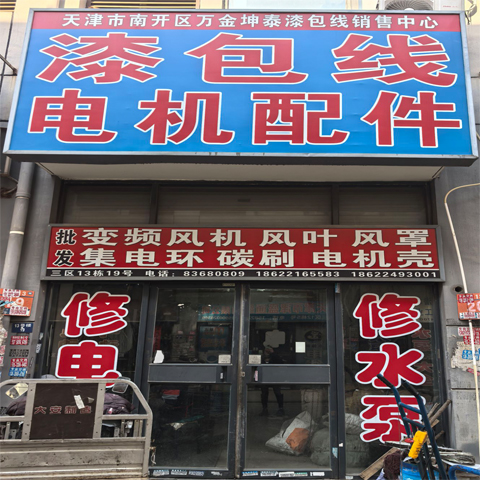 天津市南开区万金坤泰漆包线销售中心
漆包线
电机配件
批发 变频风机 风叶 风罩
集电环 碳刷 电机壳
三区13栋19号 电话：83680809 18622165583 18622493001
修电
修水泵